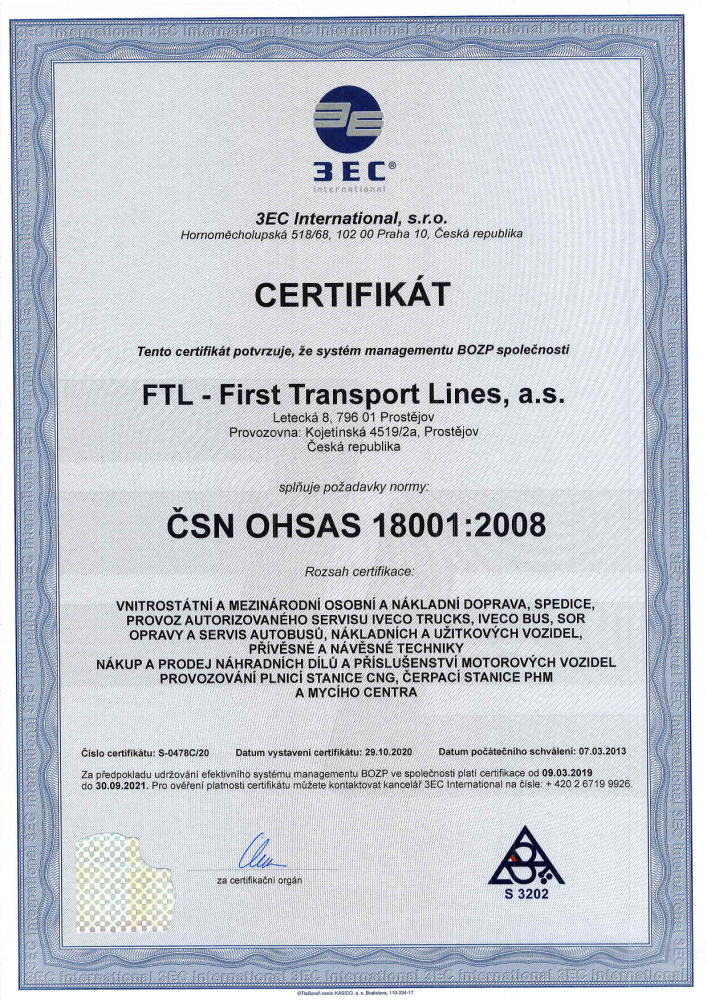 3EC®
international
3EC International, s.r.o.
Hornoměcholupská 518/68, 102 00 Praha 10, Česká republika
CERTIFIKÁT
Tento certifikát potvrzuje, že systém managementu BOZP společnosti
FTL - First Transport Lines, a.s.
Letecká 8, 796 01 Prostějov
Provozovna: Kojetínská 4519/2a, Prostějov
Česká republika
splňuje požadavky normy:
ČSN OHSAS 18001:2008
Rozsah certifikace:
VNITROSTÁTNÍ A MEZINÁRODNÍ OSOBNÍ A NÁKLADNÍ DOPRAVA, SPEDICE,
PROVOZ AUTORIZOVANÉHO SERVISU IVECO TRUCKS, IVECO BUS, SOR
OPRAVY A SERVIS AUTOBUSŮ, NÁKLADNÍCH A UŽITKOVÝCH VOZIDEL,
PŘÍVĚSNÉ A NÁVĚSNÉ TECHNIKY
NÁKUP A PRODEJ NÁHRADNÍCH DÍLŮ A PŘÍSLUŠENSTVÍ MOTOROVÝCH VOZIDEL
PROVOZOVÁNÍ PLNICÍ STANICE CNG, ČERPACÍ STANICE PHM
A MYCÍHO CENTRA
Číslo certifikátu: S-0478C/20 Datum vystavení certifikátu: 29.10.2020 Datum počátečního schválení: 07.03.2013
Za předpokladu udržování efektivního systému managementu BOZP ve společnosti platí certifikace od 09.03.2019
do 30.09.2021. Pro ověření platnosti certifikátu můžete kontaktovat kancelář 3EC International na čísle: + 420 2 6719 9926.
za certifikační orgán
S 3202
©Tlačiareň cenín KASICO, a. s. Bratislava, 110-234-17